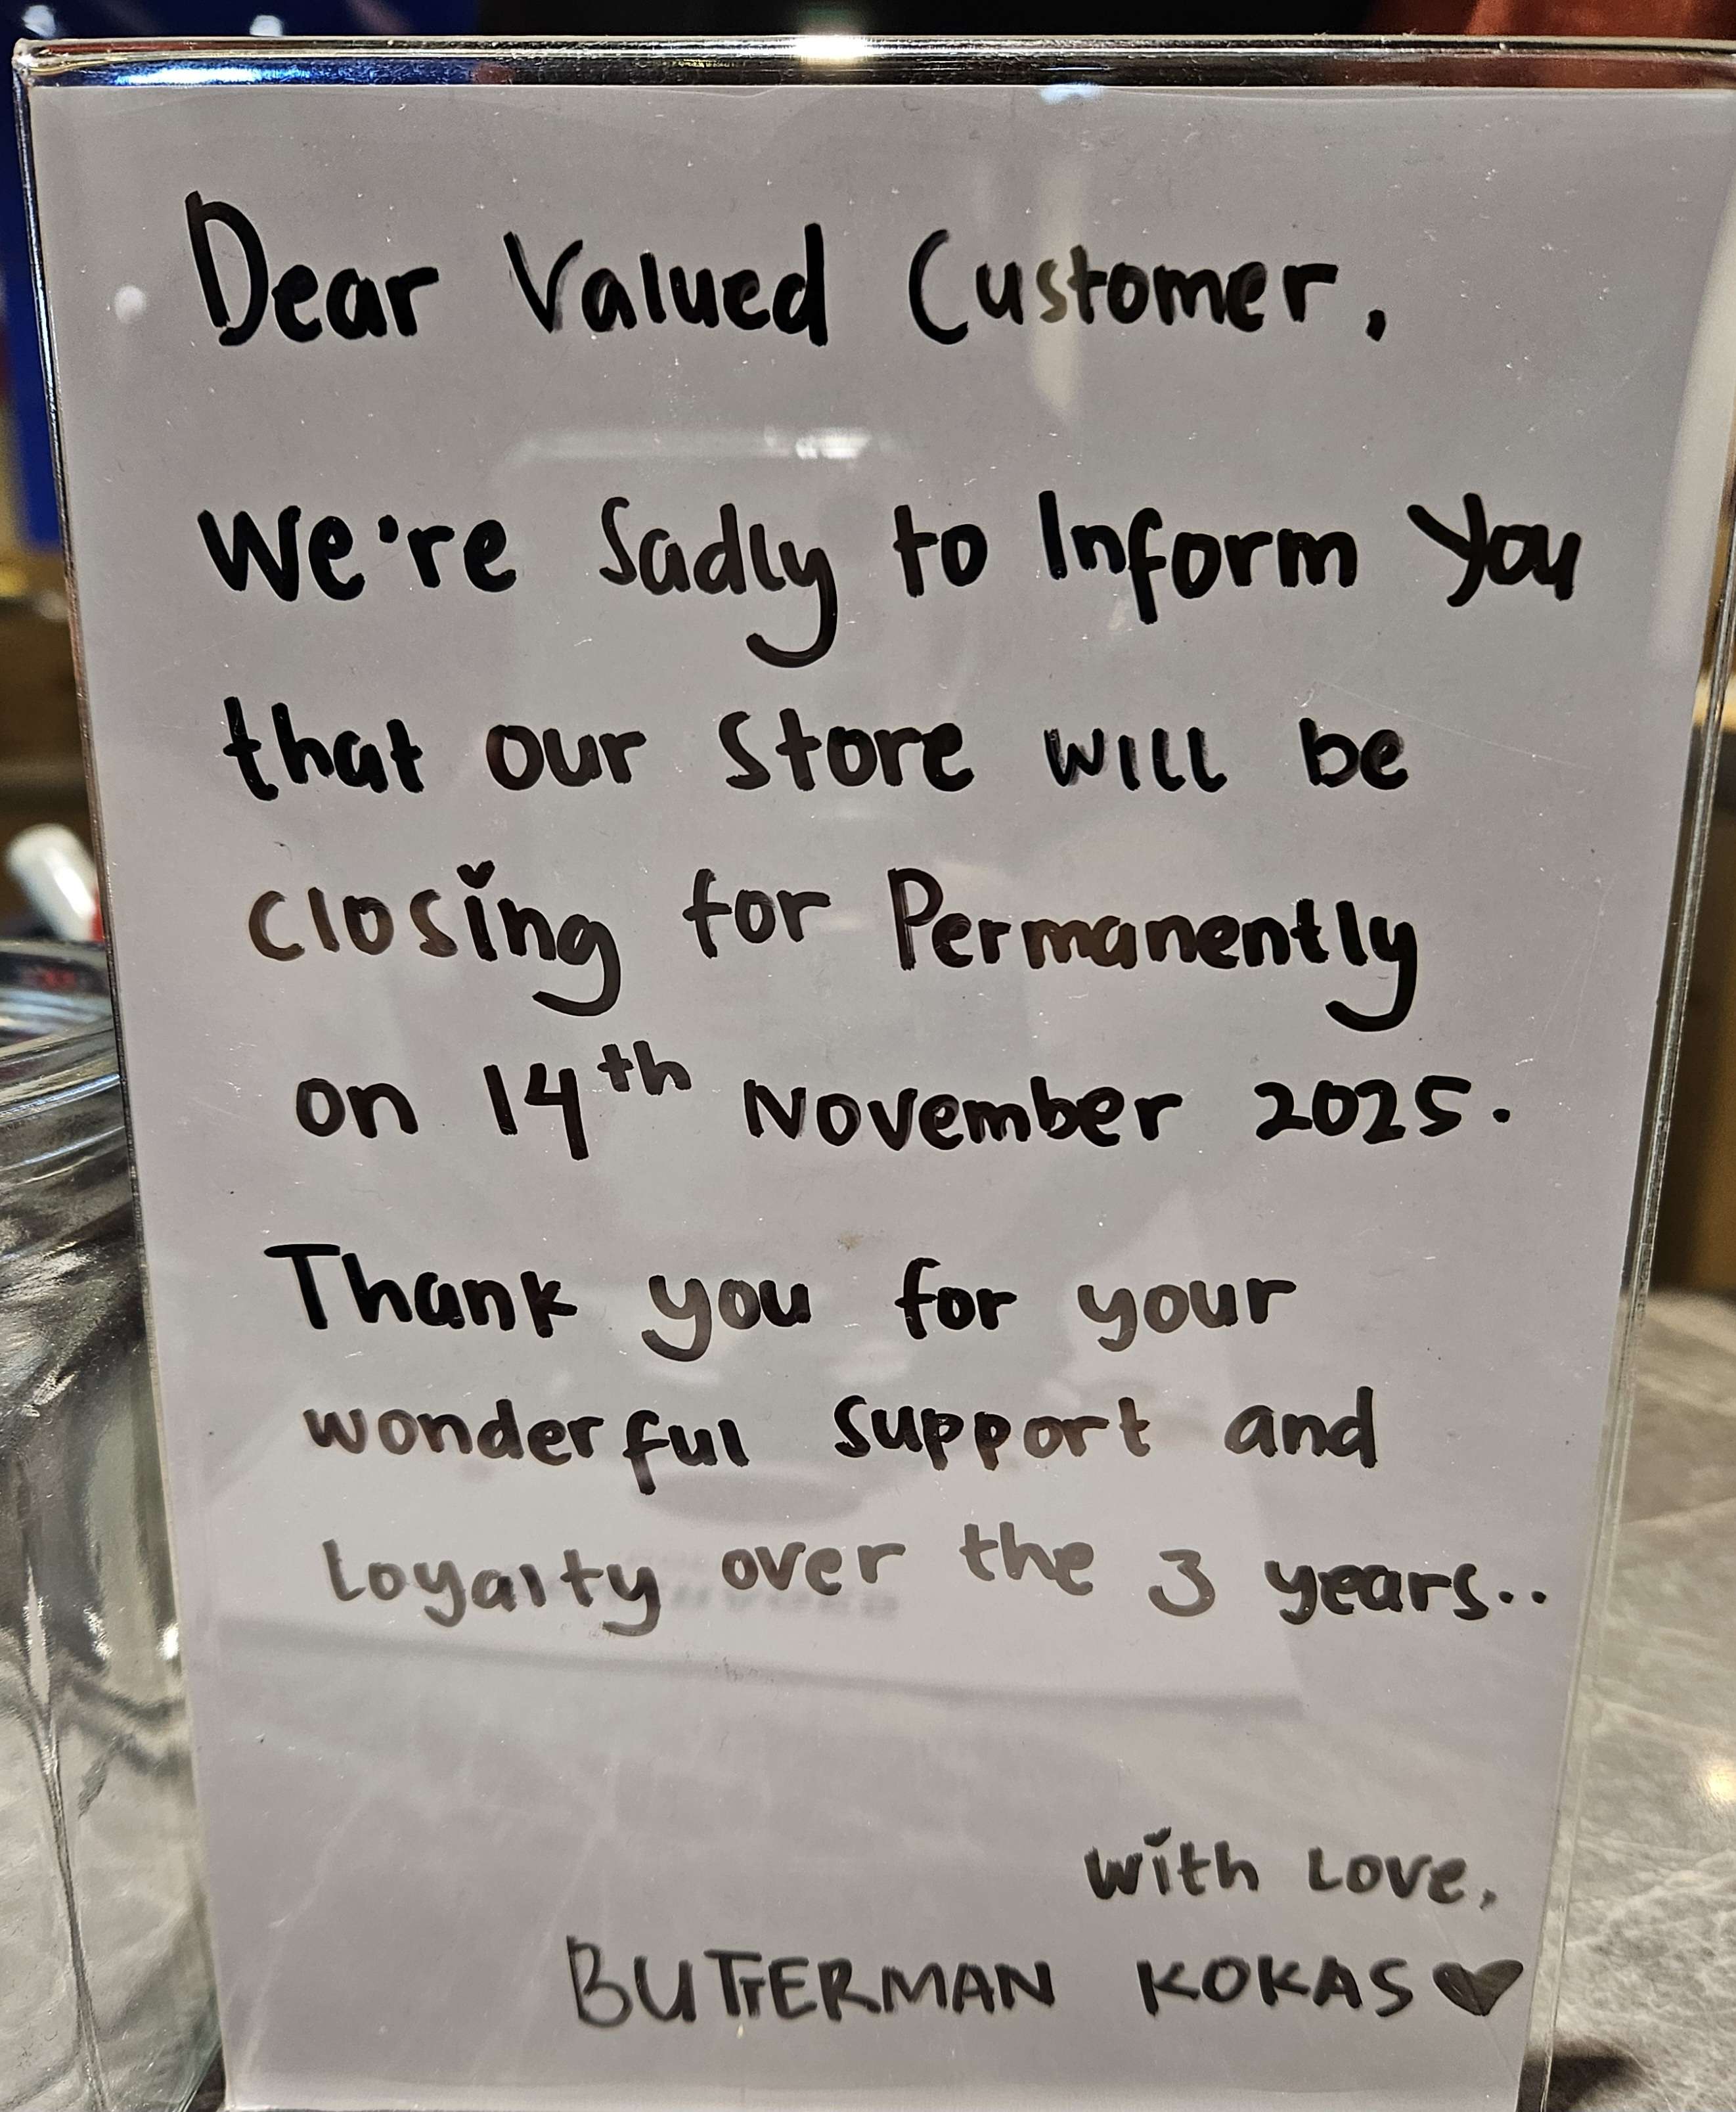 Dear Valued Customer,
We're Sadly to Inform You
that our Store will be
closing for Permanently
on 14th November 2025.
Thank you for your
wonderful support and
Loyalty over the 3 years..
with Love,
BUTTERMAN KOKAS♥